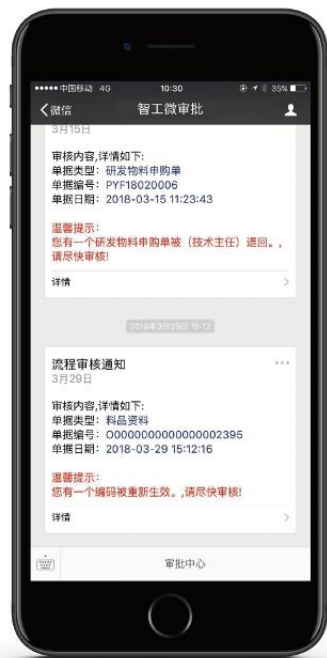 中国移动 4G 10:30 35%
微信 智工微审批
3月15日
审核内容,详情如下:
单据类型: 研发物料申购单
单据编号: PYF18020006
单据日期: 2018-03-15 11:23:43
温馨提示:
您有一个研发物料申购单被 (技术主任) 退回。,
请尽快审核!
详情
2018年3月29日 15:12
流程审核通知
3月29日
审核内容,详情如下:
单据类型: 料品资料
单据编号: O0000000000000002395
单据日期: 2018-03-29 15:12:16
温馨提示:
您有一个编码被重新生效。,请尽快审核!
详情
审批中心